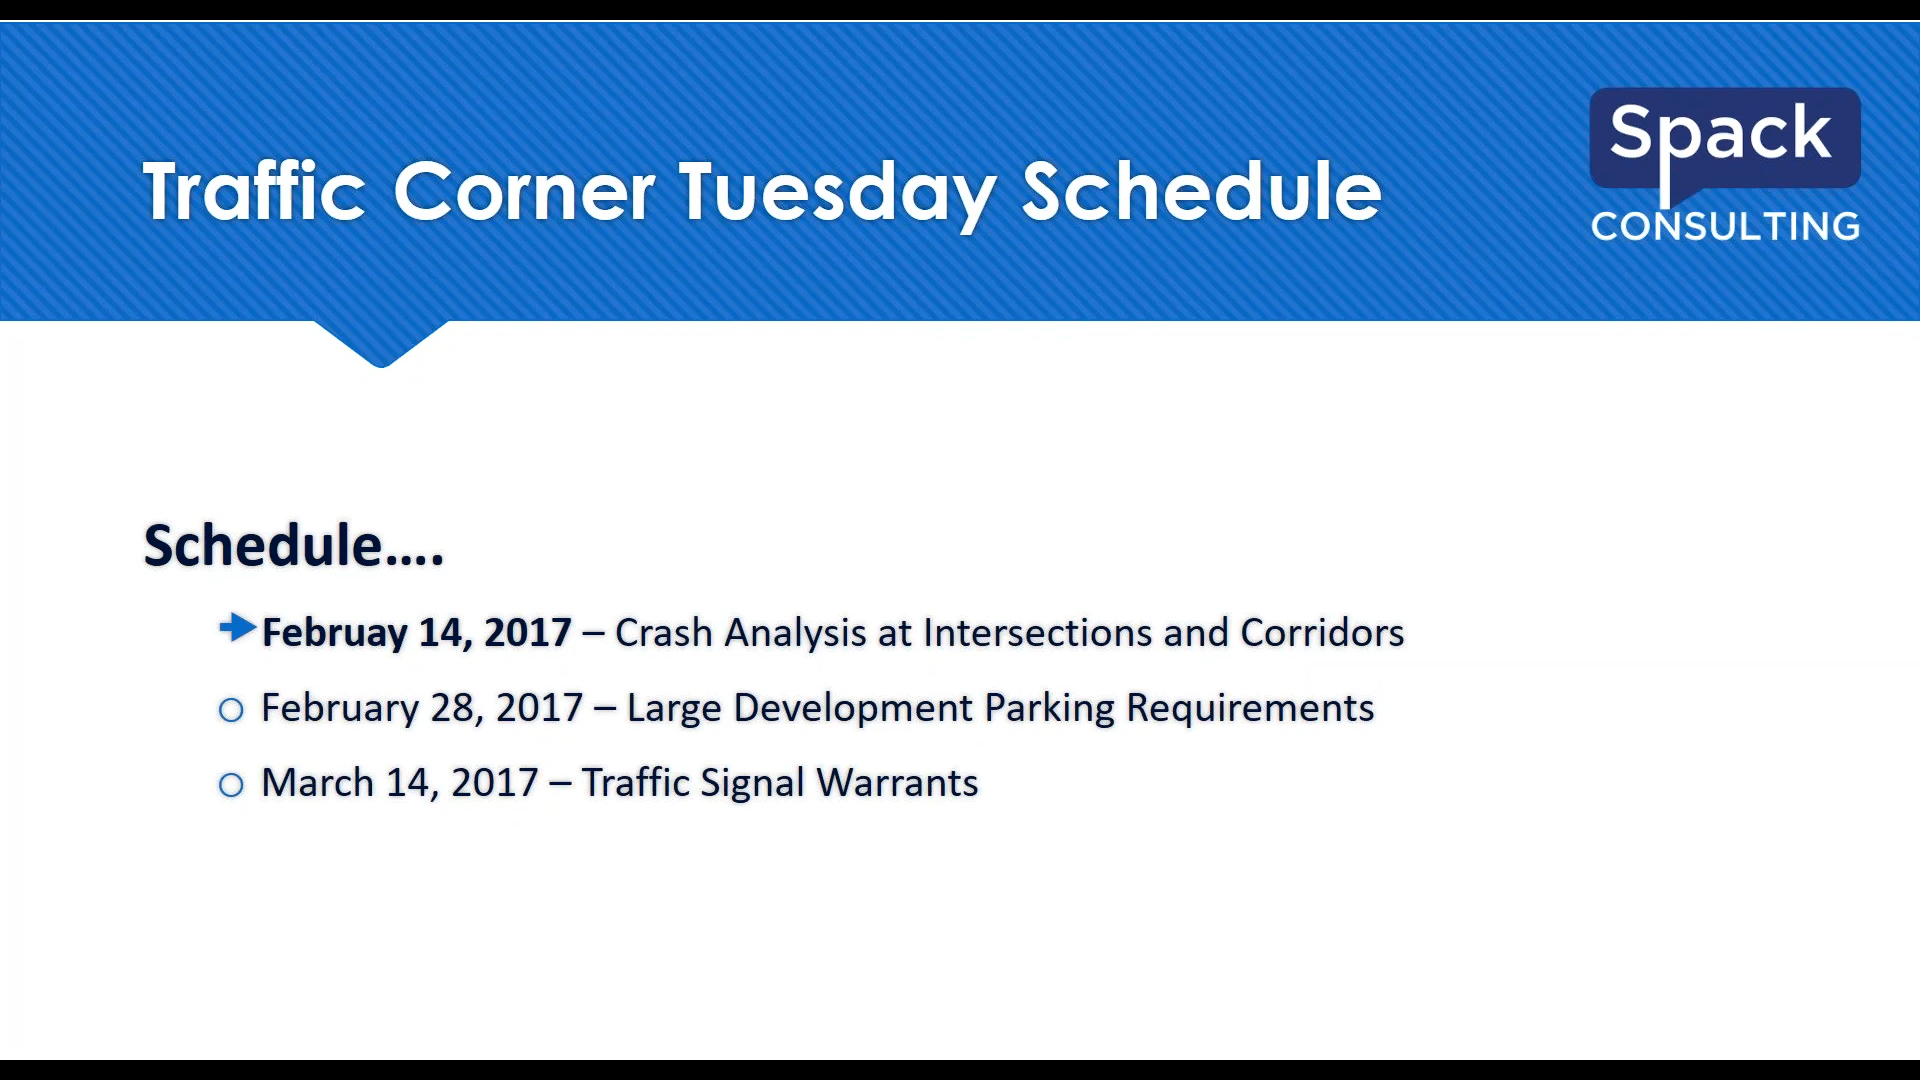 Traffic Corner Tuesday Schedule
Spack
CONSULTING
Schedule....
Februay 14, 2017 – Crash Analysis at Intersections and Corridors
February 28, 2017 – Large Development Parking Requirements
March 14, 2017 – Traffic Signal Warrants